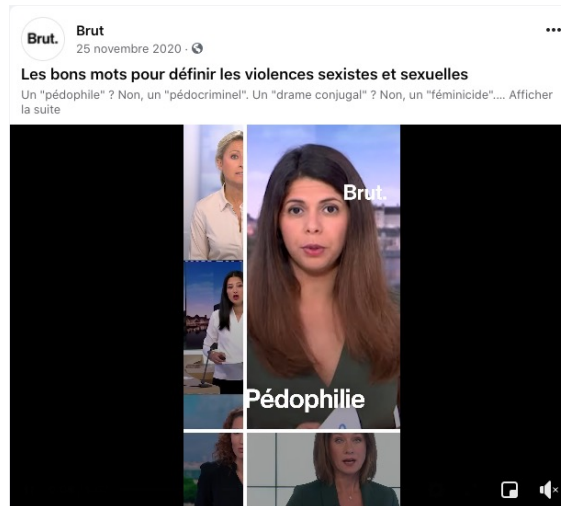 Brut.
Brut
25 novembre 2020 ·
Les bons mots pour définir les violences sexistes et sexuelles
Un "pédophile" ? Non, un "pédocriminel". Un "drame conjugal" ? Non, un "féminicide".... Afficher
la suite
Brut.
Pédophilie